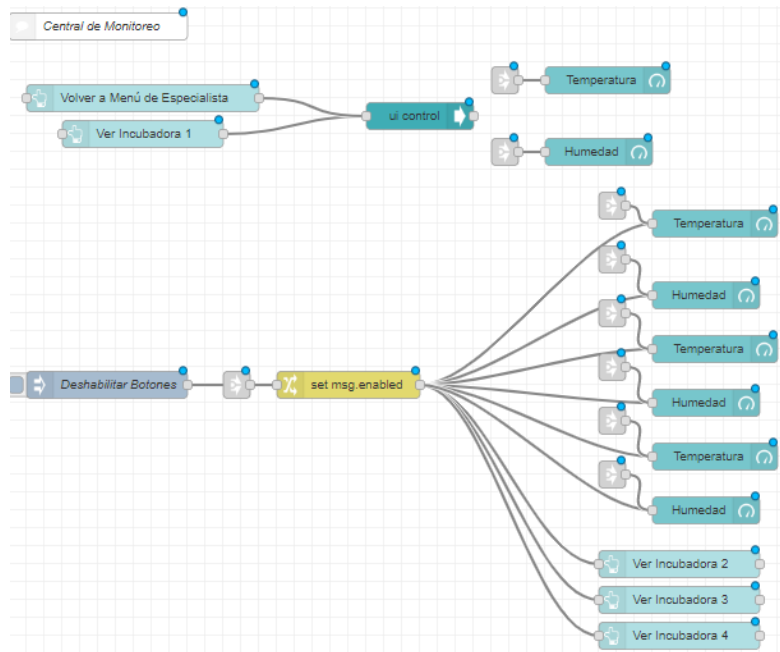 Central de Monitoreo
Volver a Menú de Especialista
Ver Incubadora 1
ui control
Temperatura
Humedad
Temperatura
Humedad
Temperatura
Deshabilitar Botones
set msg.enabled
Humedad
Temperatura
Humedad
Ver Incubadora 2
Ver Incubadora 3
Ver Incubadora 4